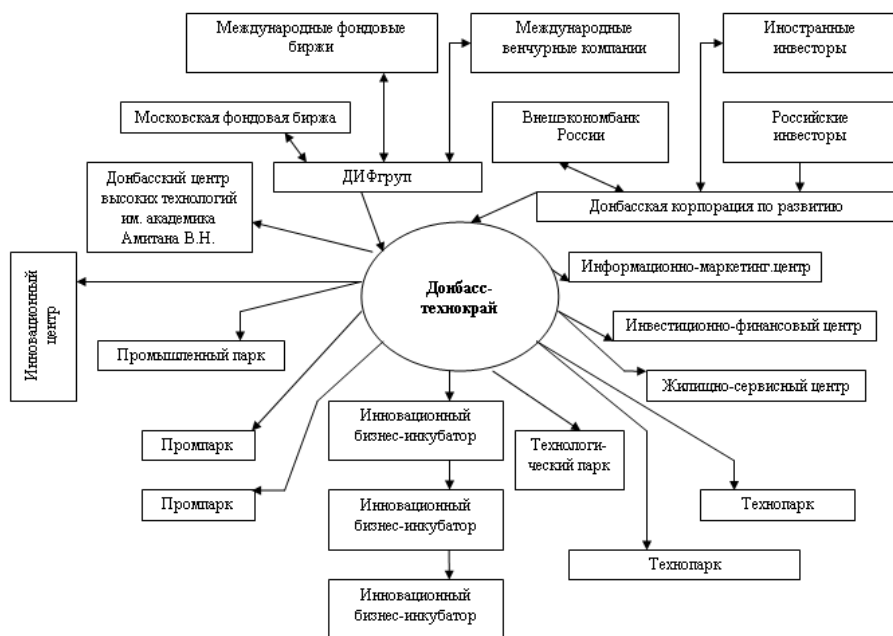 Международные фондовые
биржи
Международные
венчурные компании
Иностранные
инвесторы
Московская фондовая биржа
Внешэкономбанк
России
Российские
инвесторы
Донбасский центр
высоких технологий
им. академика
Амитана В.Н.
ДИФгруп
Донбасская корпорация по развитию
Инновационный
центр
Донбасс-
технокрай
Информационно-маркетинг.центр
Инвестиционно-финансовый центр
Промышленный парк
Жилищно-сервисный центр
Инновационный
бизнес-инкубатор
Промпарк
Технологи-
ческий парк
Промпарк
Инновационный
бизнес-инкубатор
Технопарк
Технопарк
Инновационный
бизнес-инкубатор